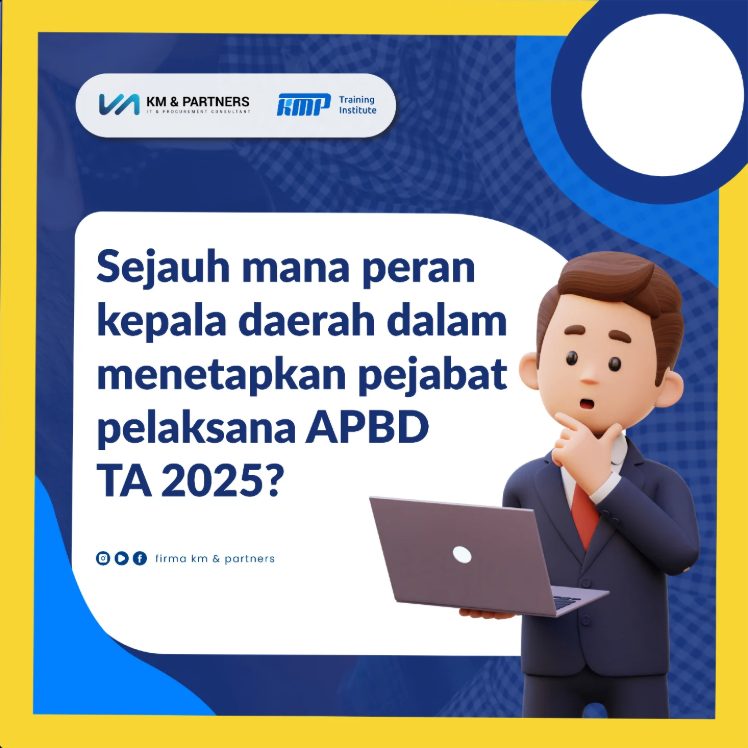 KM & PARTNERS
IT & PROCUREMENT CONSULTANT
KMP Training
Institute
Sejauh mana peran
kepala daerah dalam
menetapkan pejabat
pelaksana APBD
TA 2025?
firma km & partners